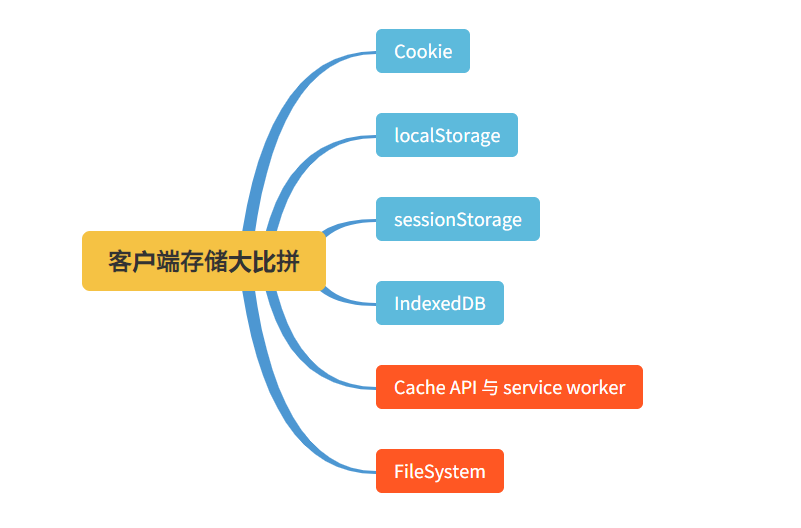 Cookie
localStorage
sessionStorage
客户端存储大比拼
IndexedDB
Cache API 与 service worker
FileSystem